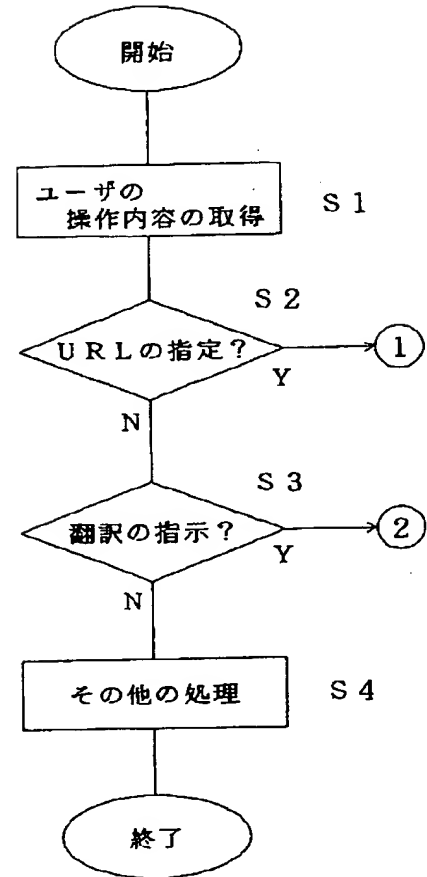 開始
ユーザの
操作内容の取得
S1
S2
URLの指定?
1
Y
N
S3
翻訳の指示?
2
Y
N
その他の処理
S4
終了